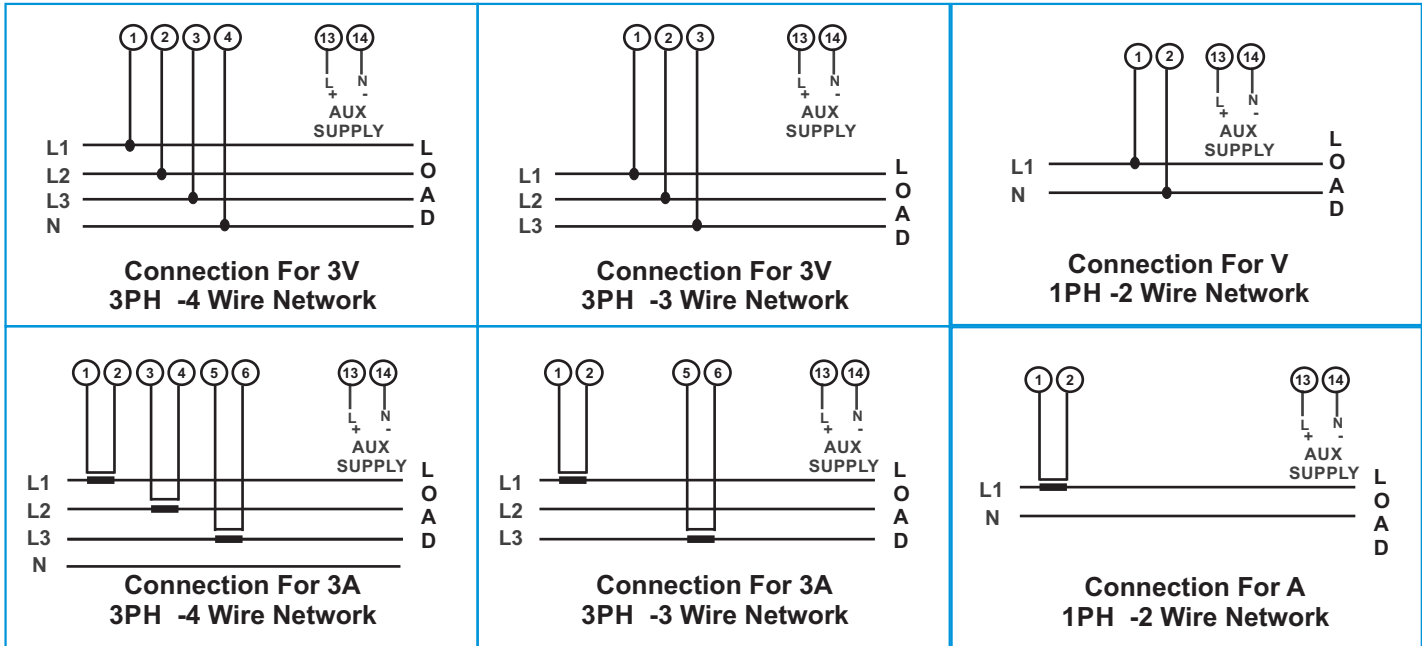 1 2 3 4 13 14
L N
+ -
AUX
SUPPLY
L1 L
L2 O
L3 A
N D
Connection For 3V
3PH -4 Wire Network
1 2 3 13 14
L N
+ -
AUX
SUPPLY
L1 L
L2 O
L3 A
D
Connection For 3V
3PH -3 Wire Network
1 2 13 14
L N
+ -
AUX
SUPPLY
L
L1 O
N A
D
Connection For V
1PH -2 Wire Network
1 2 3 4 5 6 13 14
L N
+ -
AUX
SUPPLY
L
L1
O
L2
A
L3 D
N
Connection For 3A
3PH -4 Wire Network
1 2 5 6 13 14
L N
+ -
AUX
SUPPLY
L
L1
O
L2
A
L3 D
Connection For 3A
3PH -3 Wire Network
1 2 13 14
L N
+ -
AUX
SUPPLY
L
L1
O
N
A
D
Connection For A
1PH -2 Wire Network